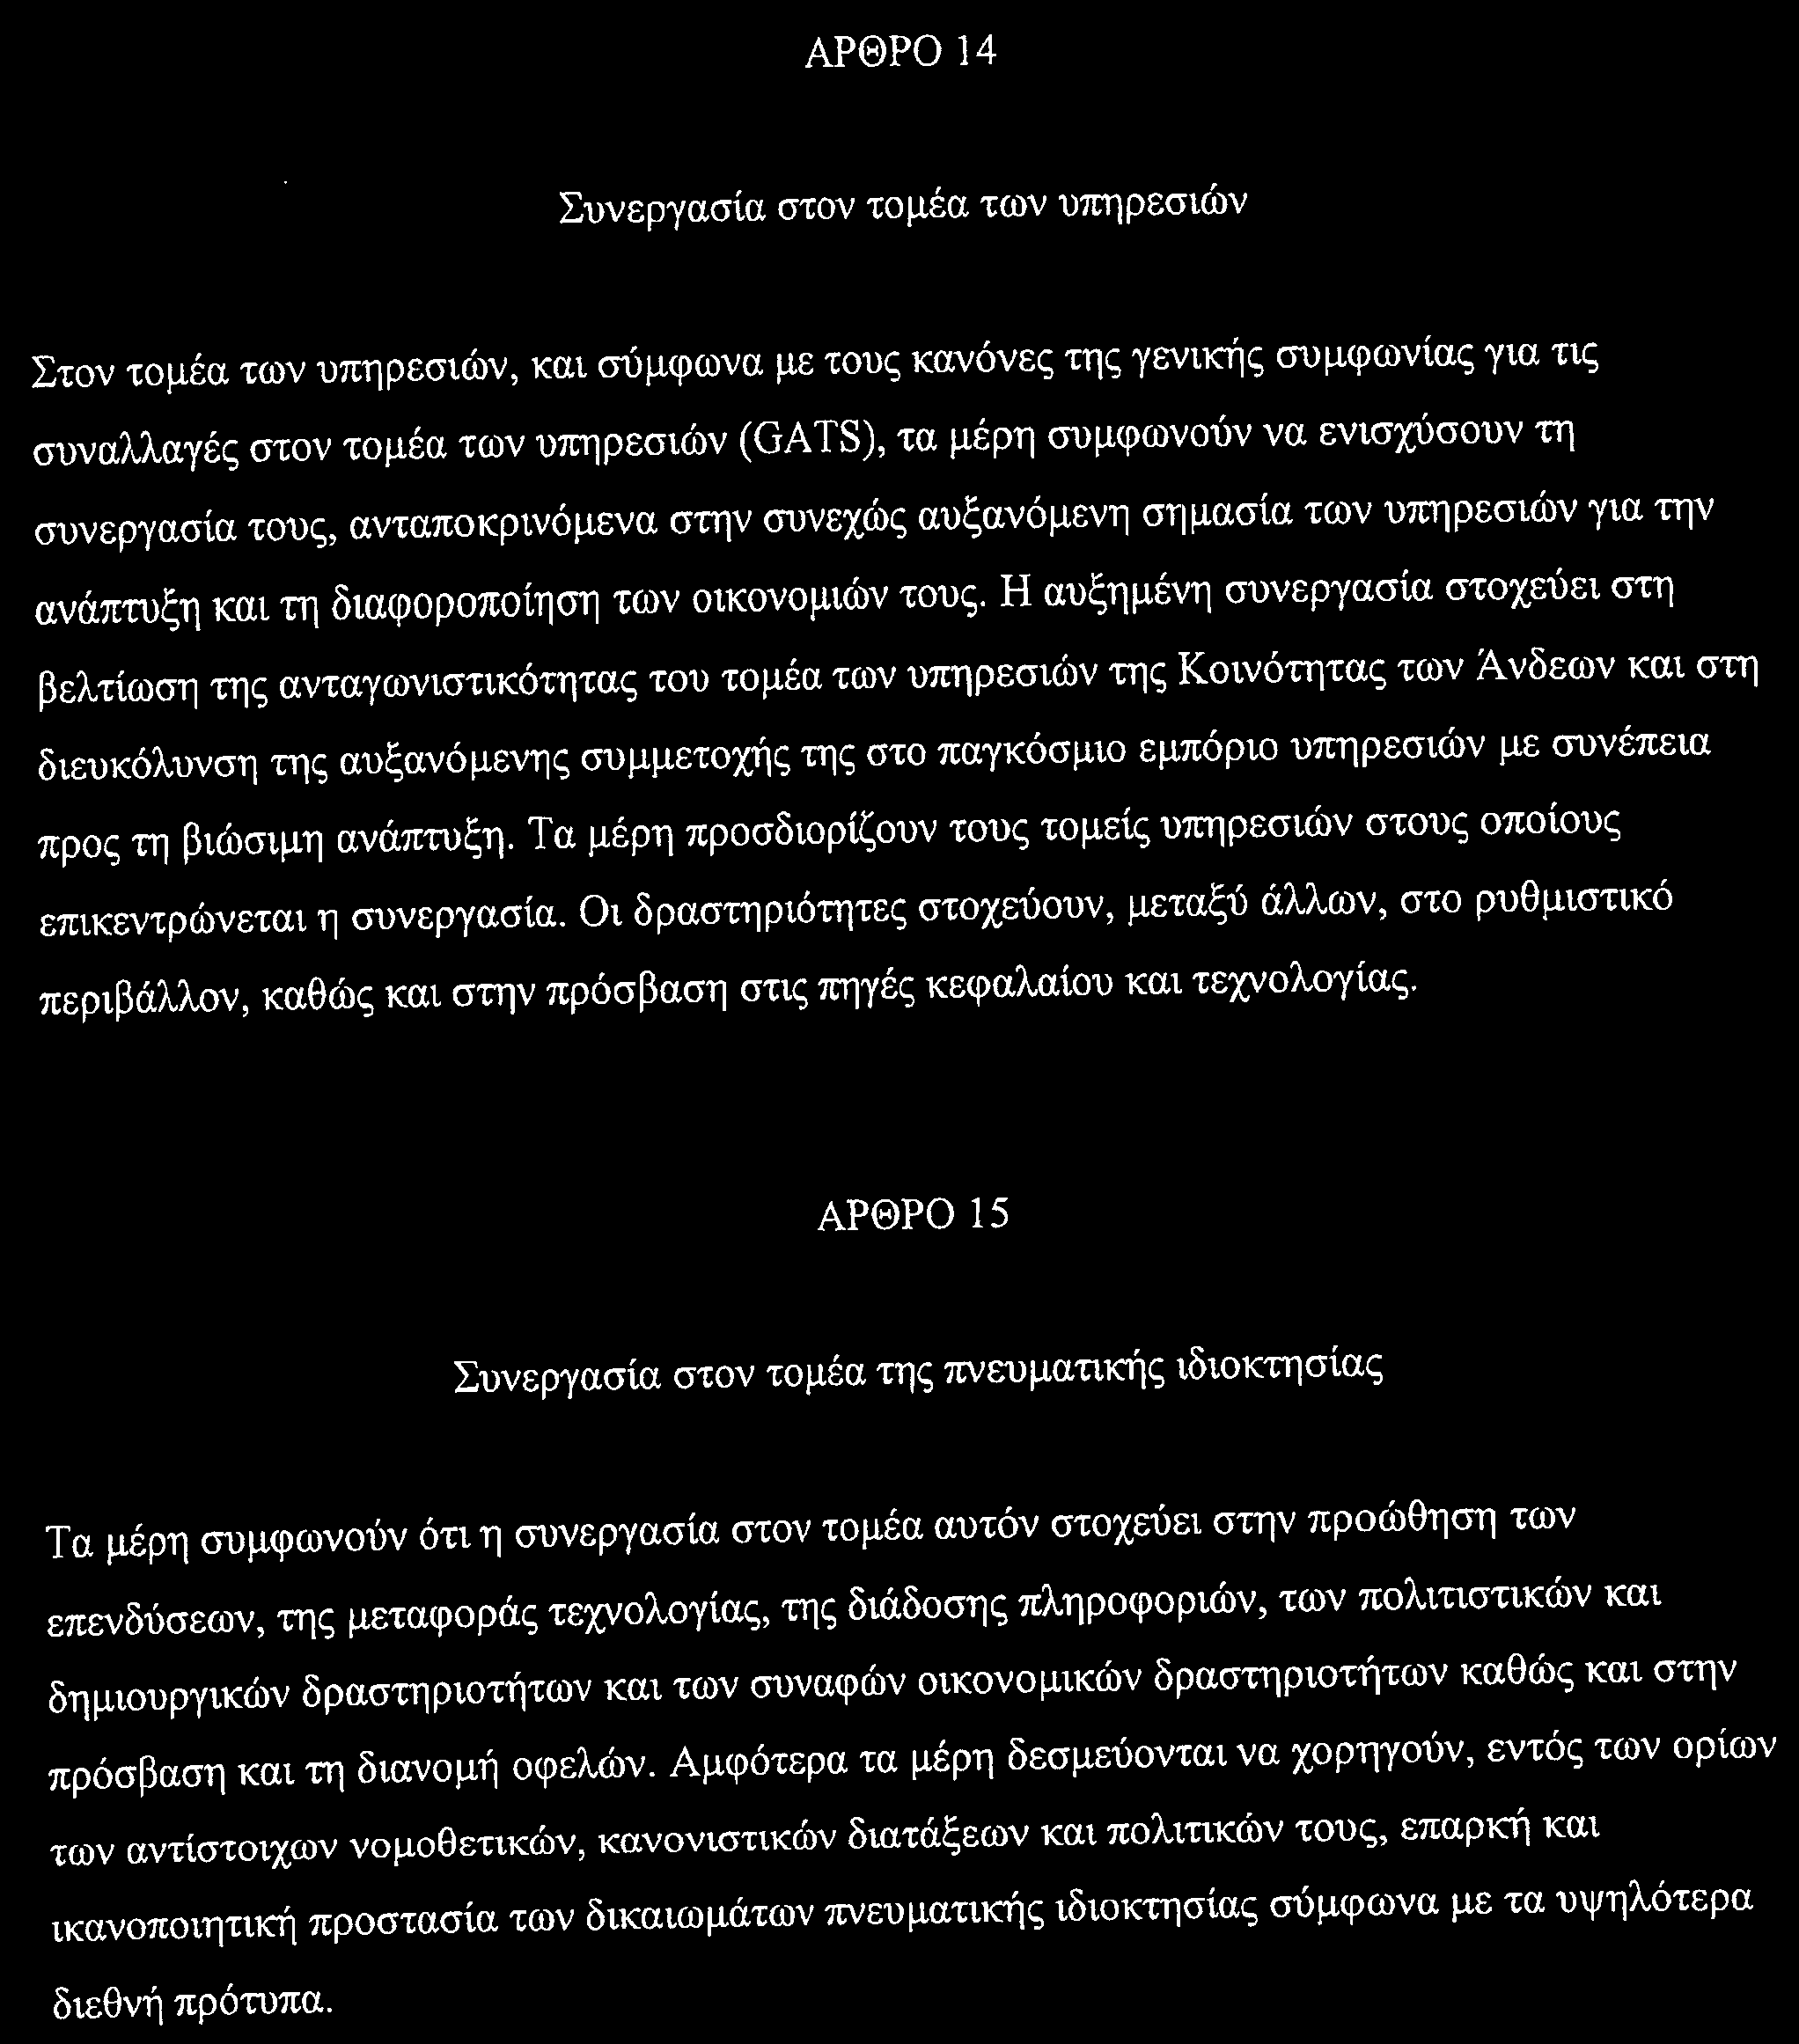 ΑΡΘΡΟ 14
Συνεργασία στον τομέα των υπηρεσιών
Στον τομέα των υπηρεσιών, και σύμφωνα με τους κανόνες της γενικής συμφωνίας για τις
συναλλαγές στον τομέα των υπηρεσιών (GATS), τα μέρη συμφωνούν να ενισχύσουν τη
συνεργασία τους, ανταποκρινόμενα στην συνεχώς αυξανόμενη σημασία των υπηρεσιών για την
ανάπτυξη και τη διαφοροποίηση των οικονομιών τους. Η αυξημένη συνεργασία στοχεύει στη
βελτίωση της ανταγωνιστικότητας του τομέα των υπηρεσιών της Κοινότητας των Άνδεων και στη
διευκόλυνση της αυξανόμενης συμμετοχής της στο παγκόσμιο εμπόριο υπηρεσιών με συνέπεια
προς τη βιώσιμη ανάπτυξη. Τα μέρη προσδιορίζουν τους τομείς υπηρεσιών στους οποίους
επικεντρώνεται η συνεργασία. Οι δραστηριότητες στοχεύουν, μεταξύ άλλων, στο ρυθμιστικό
περιβάλλον, καθώς και στην πρόσβαση στις πηγές κεφαλαίου και τεχνολογίας.
ΑΡΘΡΟ 15
Συνεργασία στον τομέα της πνευματικής ιδιοκτησίας
Τα μέρη συμφωνούν ότι η συνεργασία στον τομέα αυτόν στοχεύει στην προώθηση των
επενδύσεων, της μεταφοράς τεχνολογίας, της διάδοσης πληροφοριών, των πολιτιστικών και
δημιουργικών δραστηριοτήτων και των συναφών οικονομικών δραστηριοτήτων καθώς και στην
πρόσβαση και τη διανομή οφελών. Αμφότερα τα μέρη δεσμεύονται να χορηγούν, εντός των ορίων
των αντίστοιχων νομοθετικών, κανονιστικών διατάξεων και πολιτικών τους, επαρκή και
ικανοποιητική προστασία των δικαιωμάτων πνευματικής ιδιοκτησίας σύμφωνα με τα υψηλότερα
διεθνή πρότυπα.